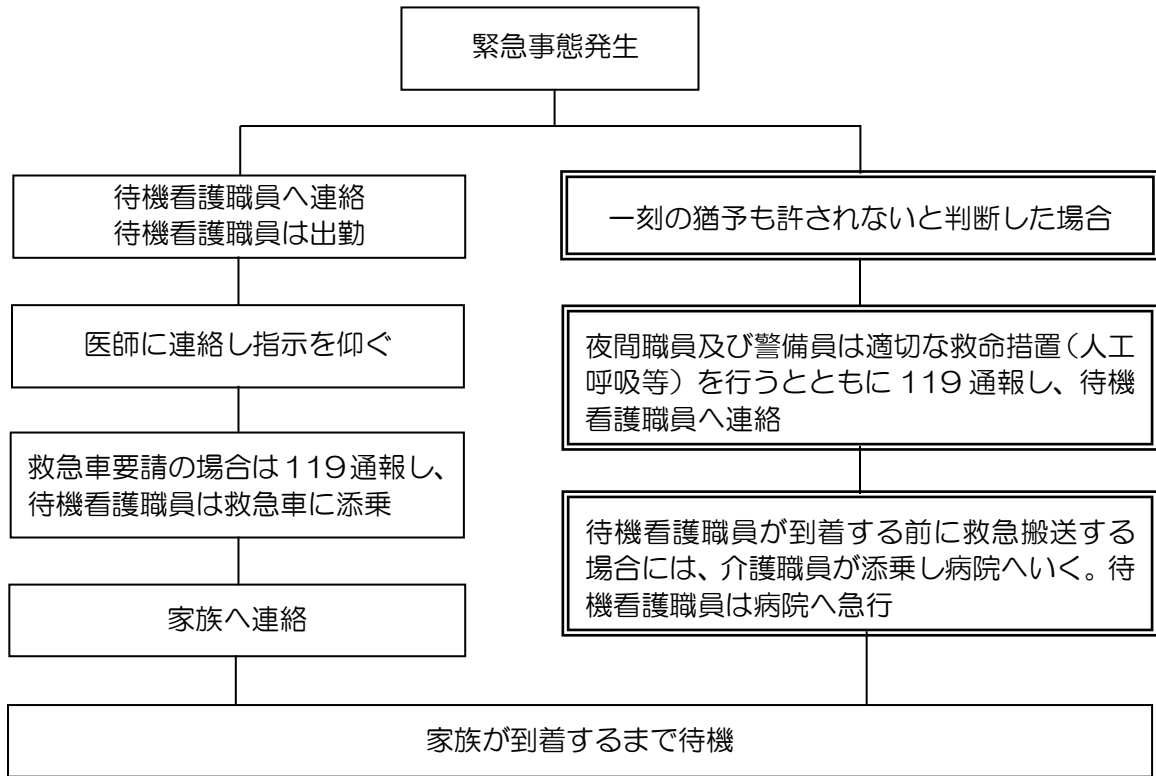 緊急事態発生
待機看護職員へ連絡
待機看護職員は出勤
医師に連絡し指示を仰ぐ
救急車要請の場合は119通報し、
待機看護職員は救急車に添乗
家族へ連絡
一刻の猶予も許されないと判断した場合
夜間職員及び警備員は適切な救命措置（人工
呼吸等）を行うとともに119通報し、待機
看護職員へ連絡
待機看護職員が到着する前に救急搬送する
場合には、介護職員が添乗し病院へいく。待
機看護職員は病院へ急行
家族が到着するまで待機